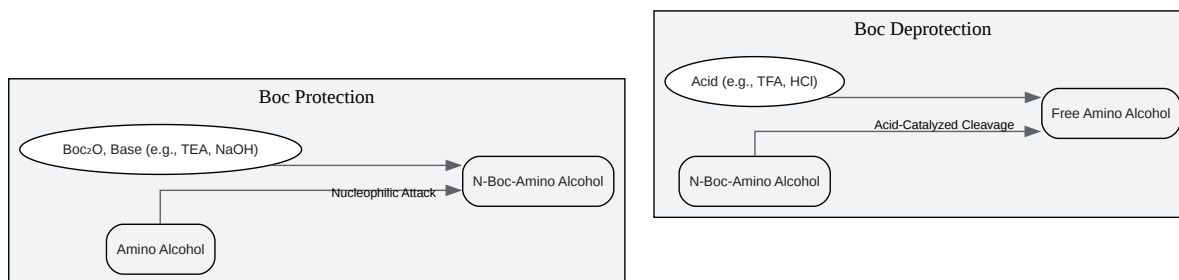 Boc Protection
Boc₂O, Base (e.g., TEA, NaOH)
N-Boc-Amino Alcohol
Nucleophilic Attack
Amino Alcohol
Boc Deprotection
Acid (e.g., TFA, HCl)
Free Amino Alcohol
Acid-Catalyzed Cleavage
N-Boc-Amino Alcohol